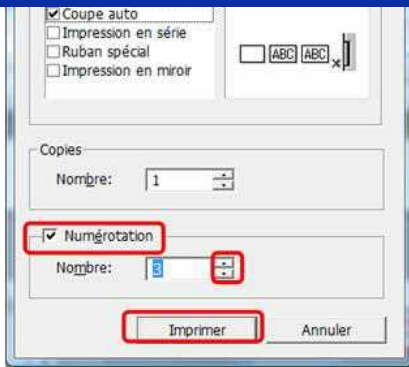 Coupe auto
Impression en série
Ruban spécial
Impression en miroir
ABC ABC
Copies
Nombre: 1
Numérotation
Nombre: 3
Imprimer Annuler